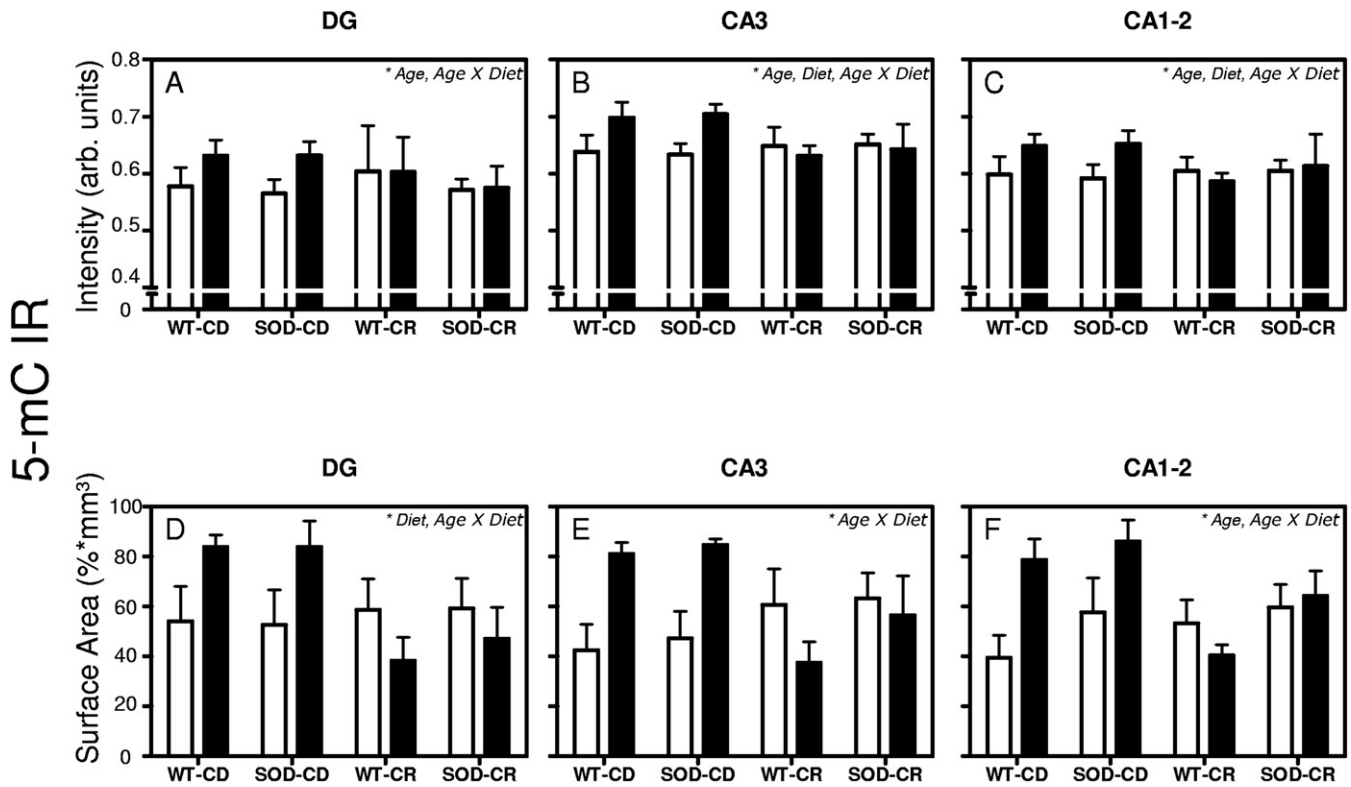 5-mC IR
DG
CA3
CA1-2
Intensity (arb. units)
0.8
0.7
0.6
0.5
0.4
0
A
* Age, Age X Diet
B
* Age, Diet, Age X Diet
C
* Age, Diet, Age X Diet
WT-CD SOD-CD WT-CR SOD-CR
WT-CD SOD-CD WT-CR SOD-CR
WT-CD SOD-CD WT-CR SOD-CR
DG
CA3
CA1-2
Surface Area (%*mm³)
100
80
60
40
20
0
D
* Diet, Age X Diet
E
* Age X Diet
F
* Age, Age X Diet
WT-CD SOD-CD WT-CR SOD-CR
WT-CD SOD-CD WT-CR SOD-CR
WT-CD SOD-CD WT-CR SOD-CR